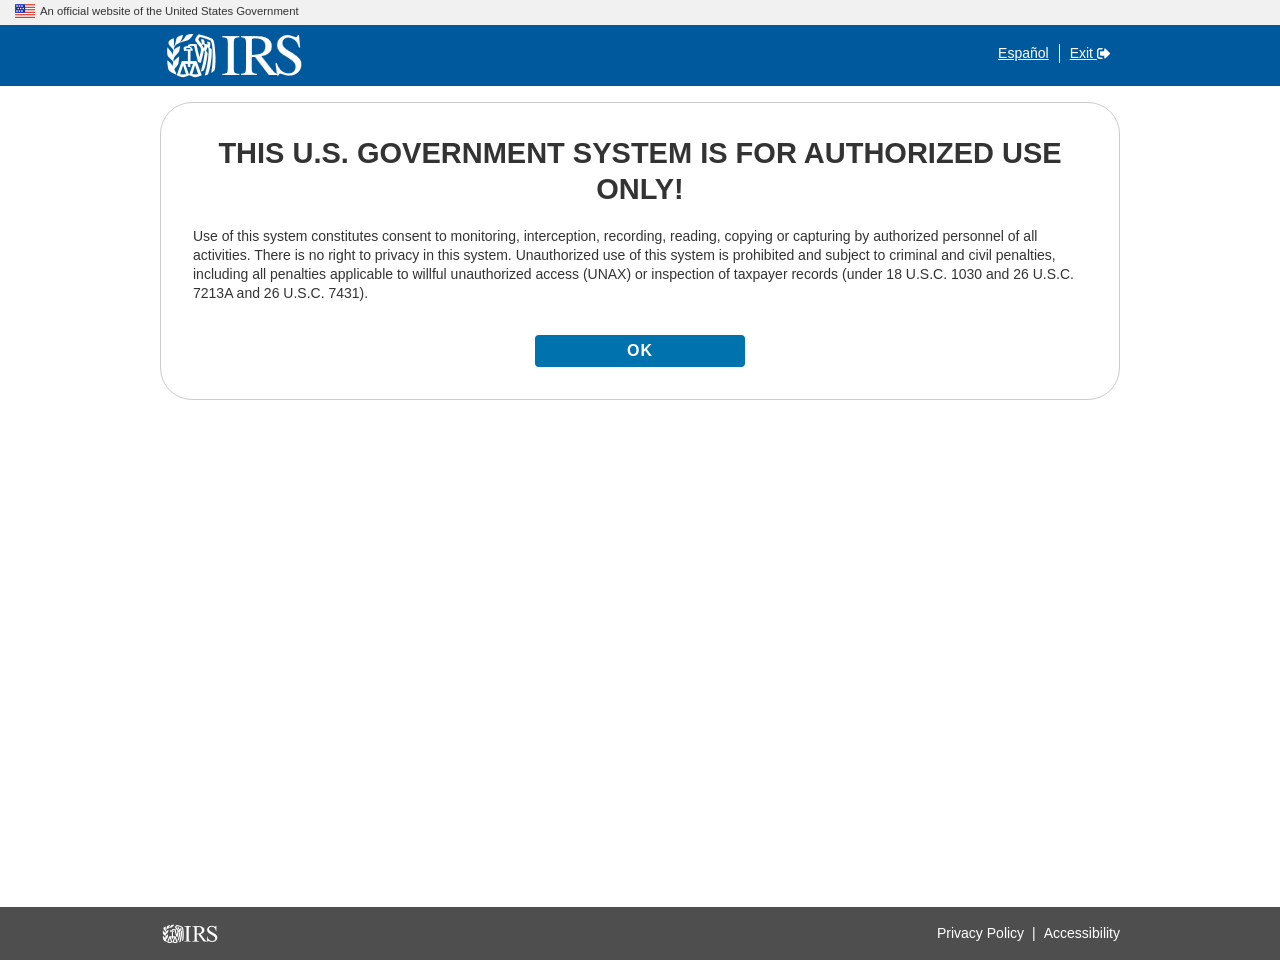 An official website of the United States Government
IRS
Español
Exit
THIS U.S. GOVERNMENT SYSTEM IS FOR AUTHORIZED USE
ONLY!
Use of this system constitutes consent to monitoring, interception, recording, reading, copying or capturing by authorized personnel of all
activities. There is no right to privacy in this system. Unauthorized use of this system is prohibited and subject to criminal and civil penalties,
including all penalties applicable to willful unauthorized access (UNAX) or inspection of taxpayer records (under 18 U.S.C. 1030 and 26 U.S.C.
7213A and 26 U.S.C. 7431).
OK
IRS
Privacy Policy | Accessibility